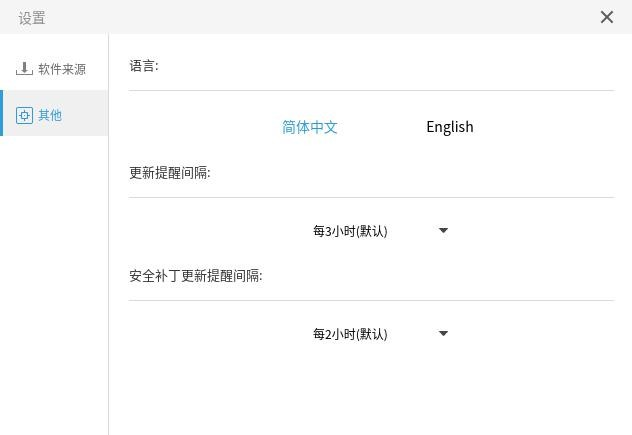 设置
软件来源
其他
语言:
简体中文 English
更新提醒间隔:
每3小时(默认)
安全补丁更新提醒间隔:
每2小时(默认)